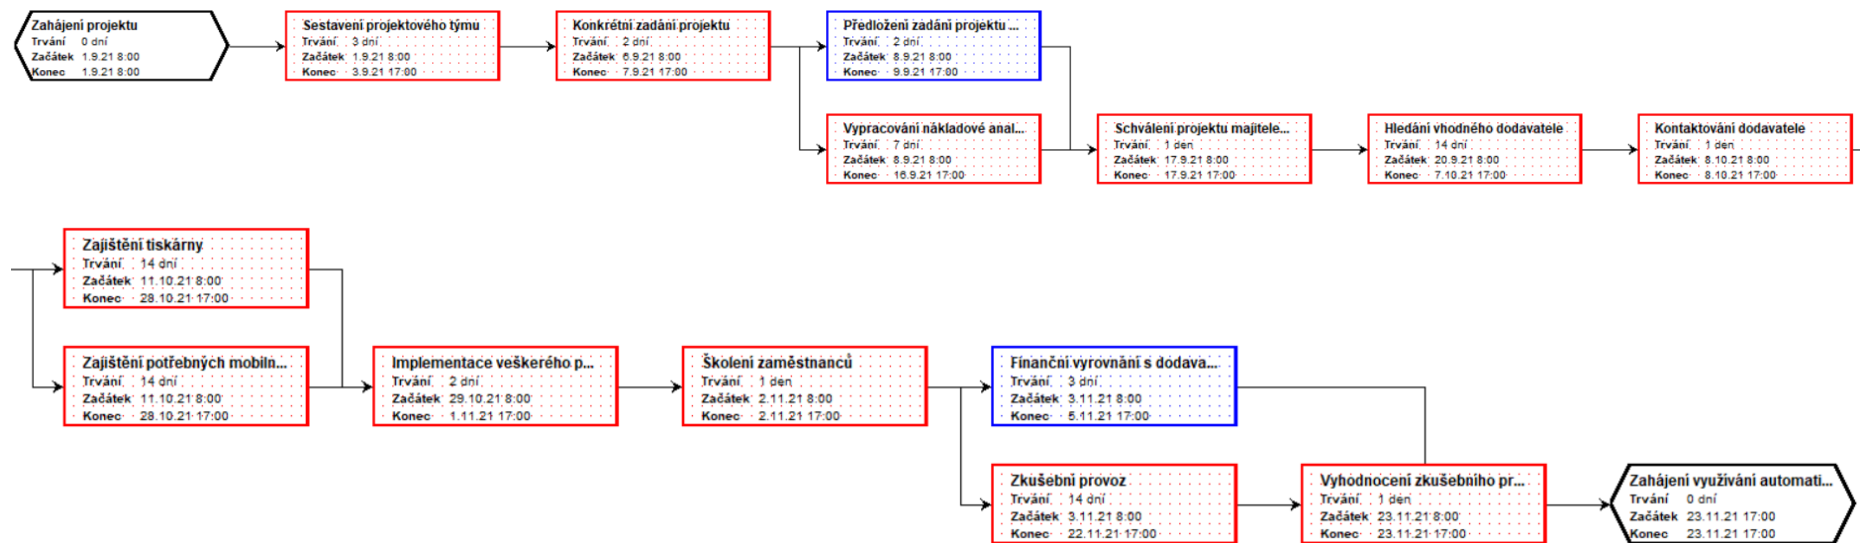 Zahájení projektu
Trvání 0 dní
Začátek 1.9.21 8:00
Konec 1.9.21 8:00
Sestavení projektového týmu
Trvání 3 dní
Začátek 1.9.21 8:00
Konec 3.9.21 17:00
Konkrétní zadání projektu
Trvání 2 dní
Začátek 6.9.21 8:00
Konec 7.9.21 17:00
Předložení zadání projektu ...
Trvání 2 dní
Začátek 8.9.21 8:00
Konec 9.9.21 17:00
Vypracování nákladové anal...
Trvání 7 dní
Začátek 8.9.21 8:00
Konec 16.9.21 17:00
Schválení projektu majitele...
Trvání 1 den
Začátek 17.9.21 8:00
Konec 17.9.21 17:00
Hledání vhodného dodavatele
Trvání 14 dní
Začátek 20.9.21 8:00
Konec 7.10.21 17:00
Kontaktování dodavatele
Trvání 1 den
Začátek 8.10.21 8:00
Konec 8.10.21 17:00
Zajištění tiskárny
Trvání 14 dní
Začátek 11.10.21 8:00
Konec 28.10.21 17:00
Zajištění potřebných mobiln...
Trvání 14 dní
Začátek 11.10.21 8:00
Konec 28.10.21 17:00
Implementace veškerého p...
Trvání 2 dní
Začátek 29.10.21 8:00
Konec 1.11.21 17:00
Školení zaměstnanců
Trvání 1 den
Začátek 2.11.21 8:00
Konec 2.11.21 17:00
Finanční vyrovnání s dodava...
Trvání 3 dní
Začátek 3.11.21 8:00
Konec 5.11.21 17:00
Zkušební provoz
Trvání 14 dní
Začátek 3.11.21 8:00
Konec 22.11.21 17:00
Vyhodnocení zkušebního pr...
Trvání 1 den
Začátek 23.11.21 8:00
Konec 23.11.21 17:00
Zahájení využívání automati...
Trvání 0 dní
Začátek 23.11.21 17:00
Konec 23.11.21 17:00